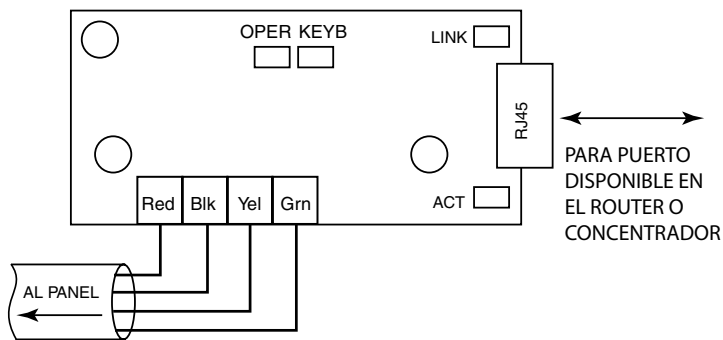 OPER KEYB
LINK
RJ45
PARA PUERTO
DISPONIBLE EN
EL ROUTER O
CONCENTRADOR
Red Blk Yel Grn
ACT
AL PANEL